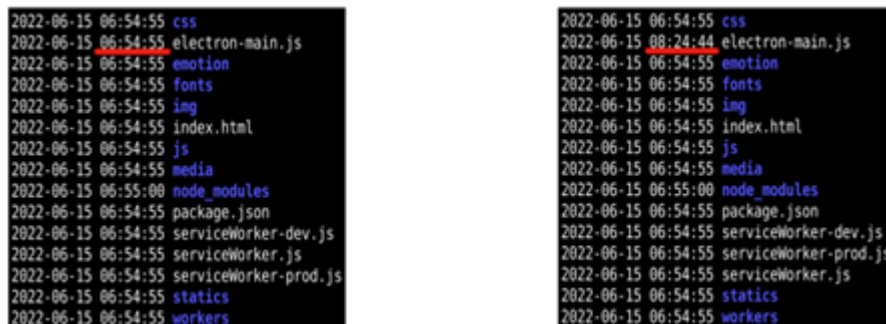 2022-06-15 06:54:55 css
2022-06-15 06:54:55 electron-main.js
2022-06-15 06:54:55 emotion
2022-06-15 06:54:55 fonts
2022-06-15 06:54:55 img
2022-06-15 06:54:55 index.html
2022-06-15 06:54:55 js
2022-06-15 06:54:55 media
2022-06-15 06:55:00 node_modules
2022-06-15 06:54:55 package.json
2022-06-15 06:54:55 serviceWorker-dev.js
2022-06-15 06:54:55 serviceWorker.js
2022-06-15 06:54:55 serviceWorker-prod.js
2022-06-15 06:54:55 statics
2022-06-15 06:54:55 workers
2022-06-15 06:54:55 css
2022-06-15 08:24:44 electron-main.js
2022-06-15 06:54:55 emotion
2022-06-15 06:54:55 fonts
2022-06-15 06:54:55 img
2022-06-15 06:54:55 index.html
2022-06-15 06:54:55 js
2022-06-15 06:54:55 media
2022-06-15 06:55:00 node_modules
2022-06-15 06:54:55 package.json
2022-06-15 06:54:55 serviceWorker-dev.js
2022-06-15 06:54:55 serviceWorker-prod.js
2022-06-15 06:54:55 serviceWorker.js
2022-06-15 06:54:55 statics
2022-06-15 06:54:55 workers